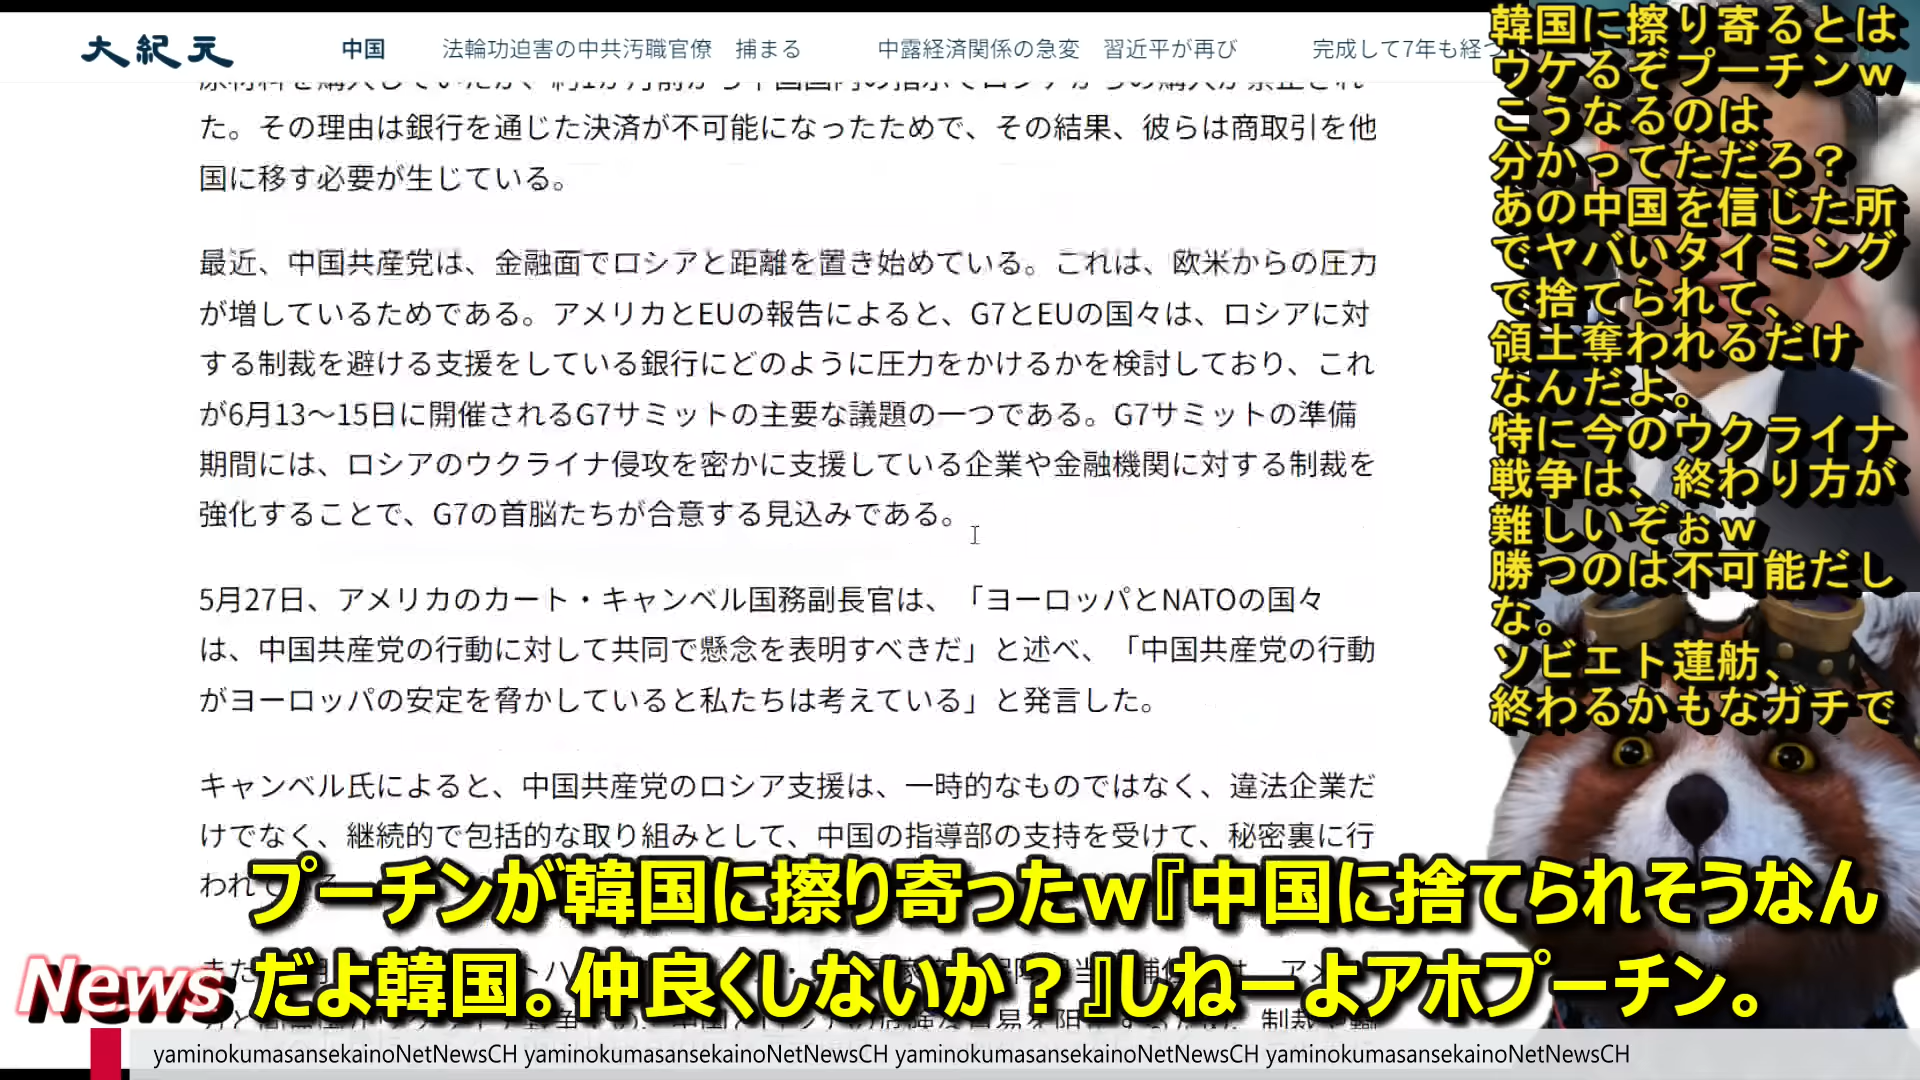 大紀元
中国 法輪功迫害の中共汚職官僚 捕まる 中露経済関係の急変 習近平が再び 完成して7年も経つ
た。その理由は銀行を通じた決済が不可能になったためで、その結果、彼らは商取引を他
国に移す必要が生じている。
最近、中国共産党は、金融面でロシアと距離を置き始めている。これは、欧米からの圧力
が増しているためである。アメリカとEUの報告によると、G7とEUの国々は、ロシアに対
する制裁を避ける支援をしている銀行にどのように圧力をかけるかを検討しており、これ
が6月13～15日に開催されるG7サミットの主要な議題の一つである。G7サミットの準備
期間には、ロシアのウクライナ侵攻を密かに支援している企業や金融機関に対する制裁を
強化することで、G7の首脳たちが合意する見込みである。
5月27日、アメリカのカート・キャンベル国務副長官は、「ヨーロッパとNATOの国々
は、中国共産党の行動に対して共同で懸念を表明すべきだ」と述べ、「中国共産党の行動
がヨーロッパの安定を脅かしていると私たちは考えている」と発言した。
キャンベル氏によると、中国共産党のロシア支援は、一時的なものではなく、違法企業だ
けでなく、継続的で包括的な取り組みとして、中国の指導部の支持を受けて、秘密裏に行
われて
韓国に擦り寄るとは
ウケるぞプーチンｗ
こうなるのは
分かってただろ？
あの中国を信じた所
でヤバいタイミング
で捨てられて、
領土奪われるだけ
なんだよ。
特に今のウクライナ
戦争は、終わり方が
難しいぞぉｗ
勝つのは不可能だし
な。
ソビエト蓮舫、
終わるかもなガチで
プーチンが韓国に擦り寄ったｗ『中国に捨てられそうなん
だよ韓国。仲良くしないか？』しねーよアホプーチン。
News
yaminokumasansekainoNetNewsCH yaminokumasansekainoNetNewsCH yaminokumasansekainoNetNewsCH yaminokumasansekainoNetNewsCH